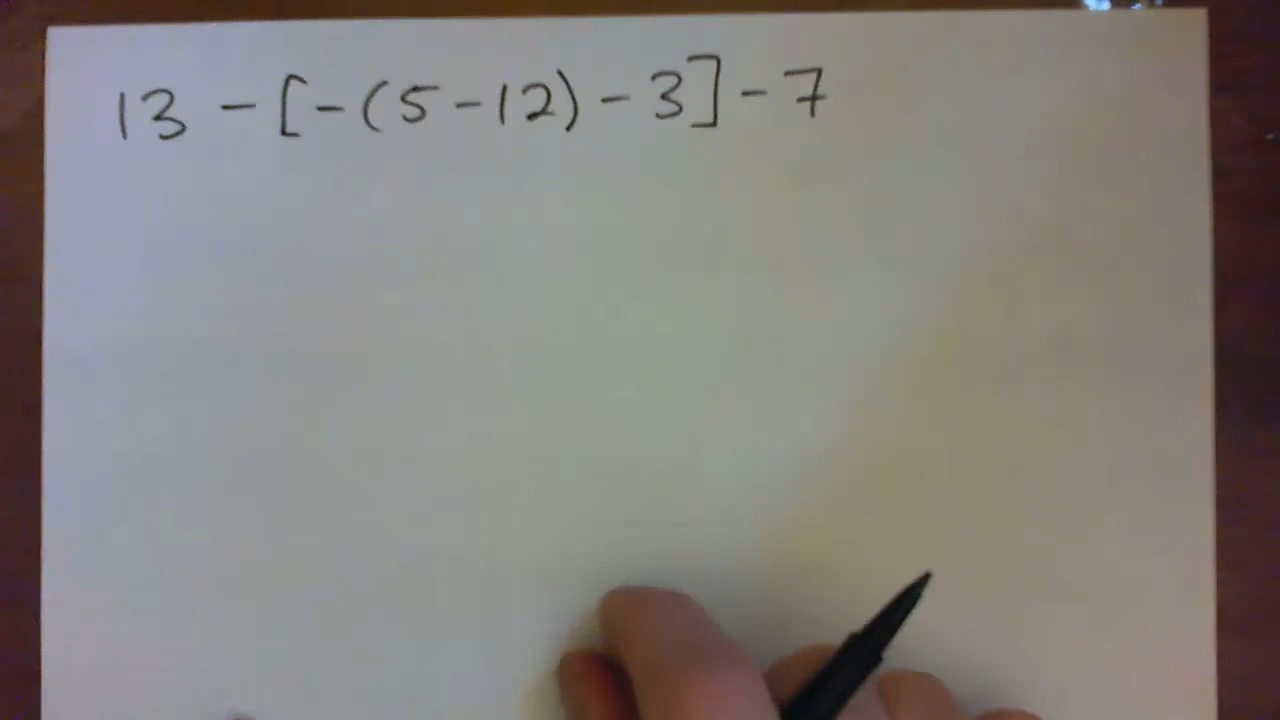 13 - [-(5-12) - 3] - 7